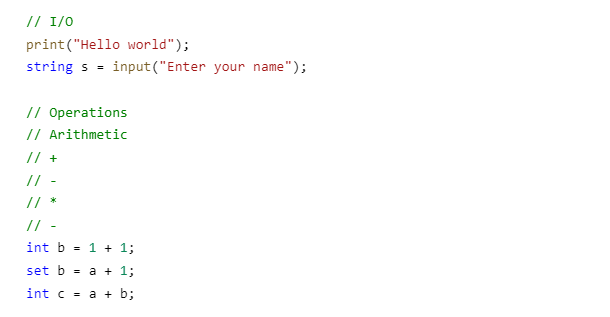 // I/O
print("Hello world");
string s = input("Enter your name");
// Operations
// Arithmetic
// +
// -
// *
// -
int b = 1 + 1;
set b = a + 1;
int c = a + b;